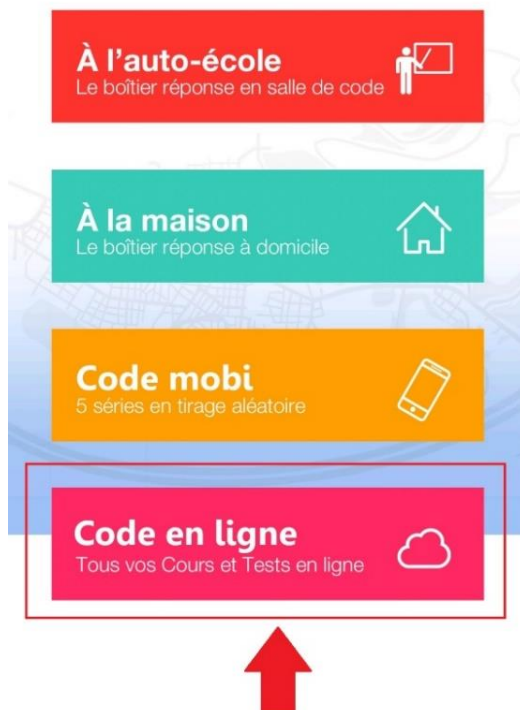 À l'auto-école
Le boîtier réponse en salle de code
À la maison
Le boîtier réponse à domicile
Code mobi
5 séries en tirage aléatoire
Code en ligne
Tous vos Cours et Tests en ligne